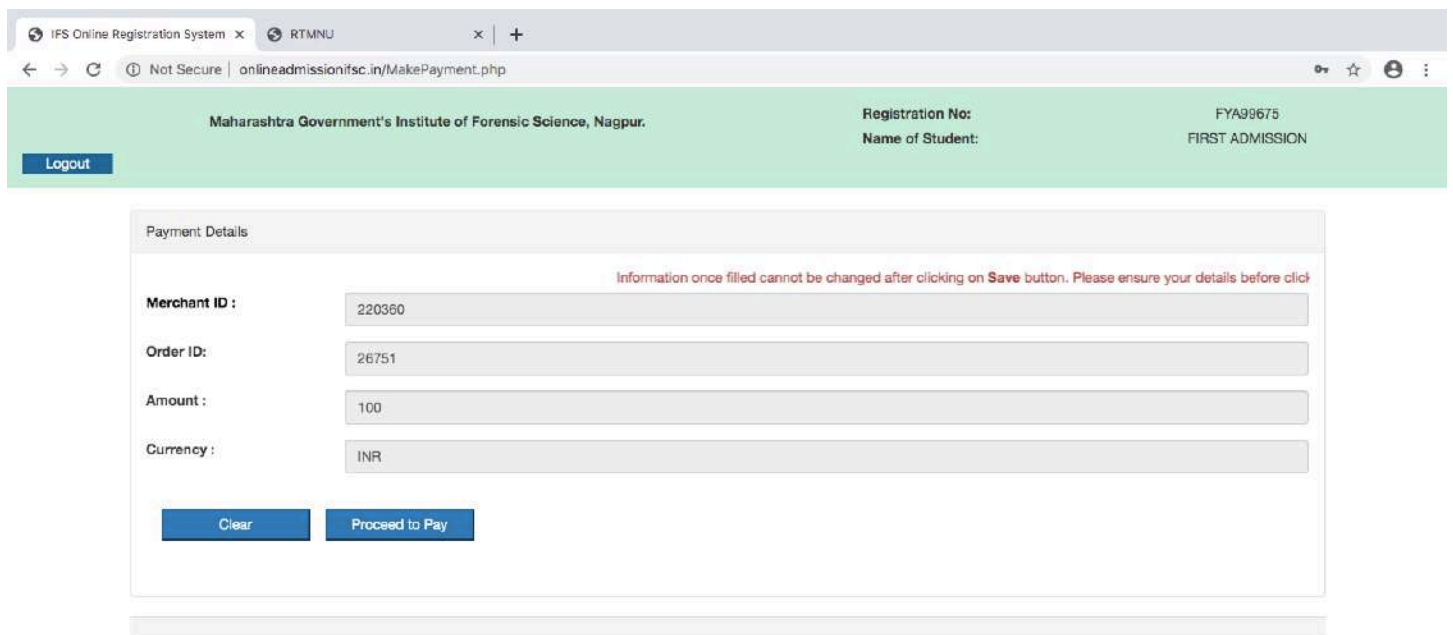 IFS Online Registration System
RTMNU
Not Secure | onlineadmissionifsc.in/MakePayment.php
Maharashtra Government's Institute of Forensic Science, Nagpur.
Registration No: FYA99675
Name of Student: FIRST ADMISSION
Logout
Payment Details
Information once filled cannot be changed after clicking on Save button. Please ensure your details before click
Merchant ID : 220360
Order ID: 26751
Amount : 100
Currency : INR
Clear Proceed to Pay